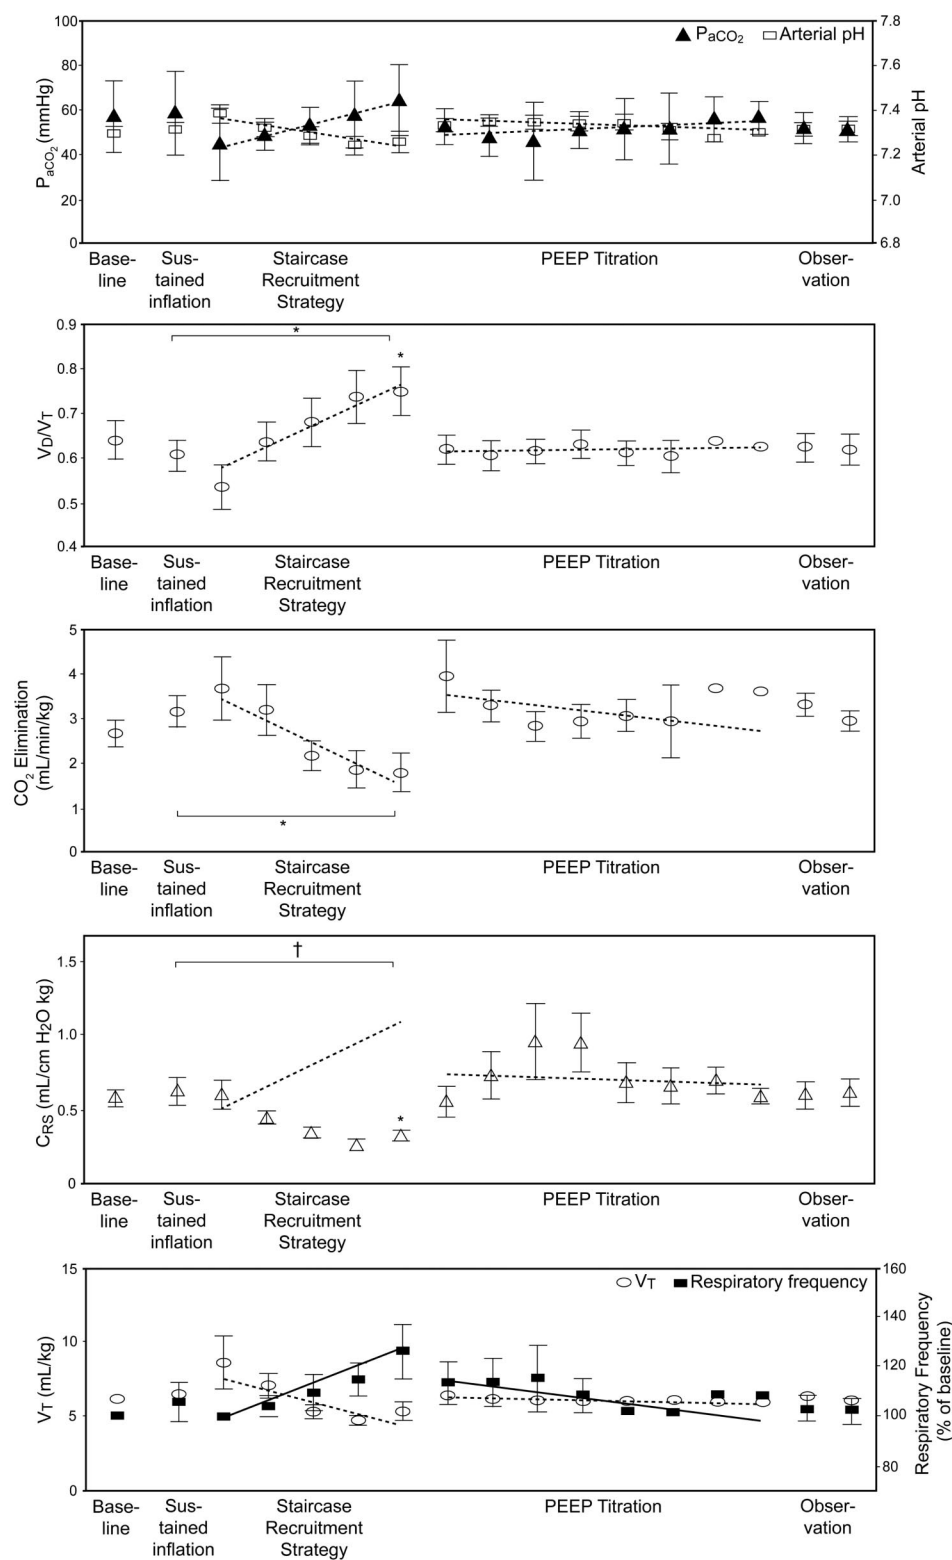 100
80
60
40
20
0
PaCO2 (mmHg)
▲ PaCO2 □ Arterial pH
7.8
7.6
7.4
7.2
7.0
6.8
Arterial pH
Base-
line
Sus-
tained
inflation
Staircase
Recruitment
Strategy
PEEP Titration
Obser-
vation
0.9
0.8
0.7
0.6
0.5
0.4
VD/VT
*
*
Base-
line
Sus-
tained
inflation
Staircase
Recruitment
Strategy
PEEP Titration
Obser-
vation
5
4
3
2
1
0
CO2 Elimination
(mL/min/kg)
*
Base-
line
Sus-
tained
inflation
Staircase
Recruitment
Strategy
PEEP Titration
Obser-
vation
1.5
1.0
0.5
0
CRS (mL/cm H2O kg)
†
*
Base-
line
Sus-
tained
inflation
Staircase
Recruitment
Strategy
PEEP Titration
Obser-
vation
15
10
5
0
VT (mL/kg)
VT Respiratory frequency
160
140
120
100
80
Respiratory Frequency
(% of baseline)
Base-
line
Sus-
tained
inflation
Staircase
Recruitment
Strategy
PEEP Titration
Obser-
vation